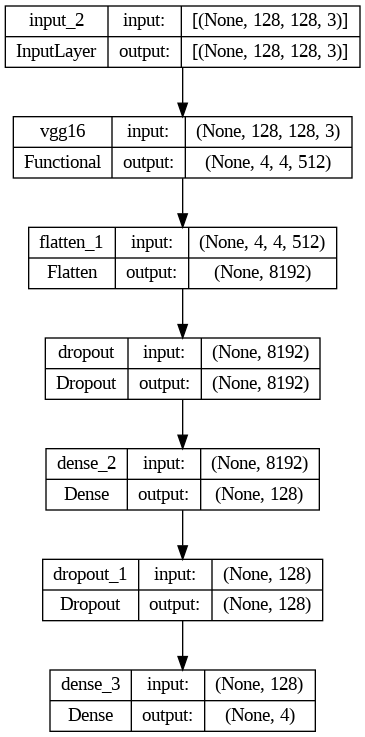 input_2 input: [(None, 128, 128, 3)]
InputLayer output: [(None, 128, 128, 3)]
vgg16 input: (None, 128, 128, 3)
Functional output: (None, 4, 4, 512)
flatten_1 input: (None, 4, 4, 512)
Flatten output: (None, 8192)
dropout input: (None, 8192)
Dropout output: (None, 8192)
dense_2 input: (None, 8192)
Dense output: (None, 128)
dropout_1 input: (None, 128)
Dropout output: (None, 128)
dense_3 input: (None, 128)
Dense output: (None, 4)